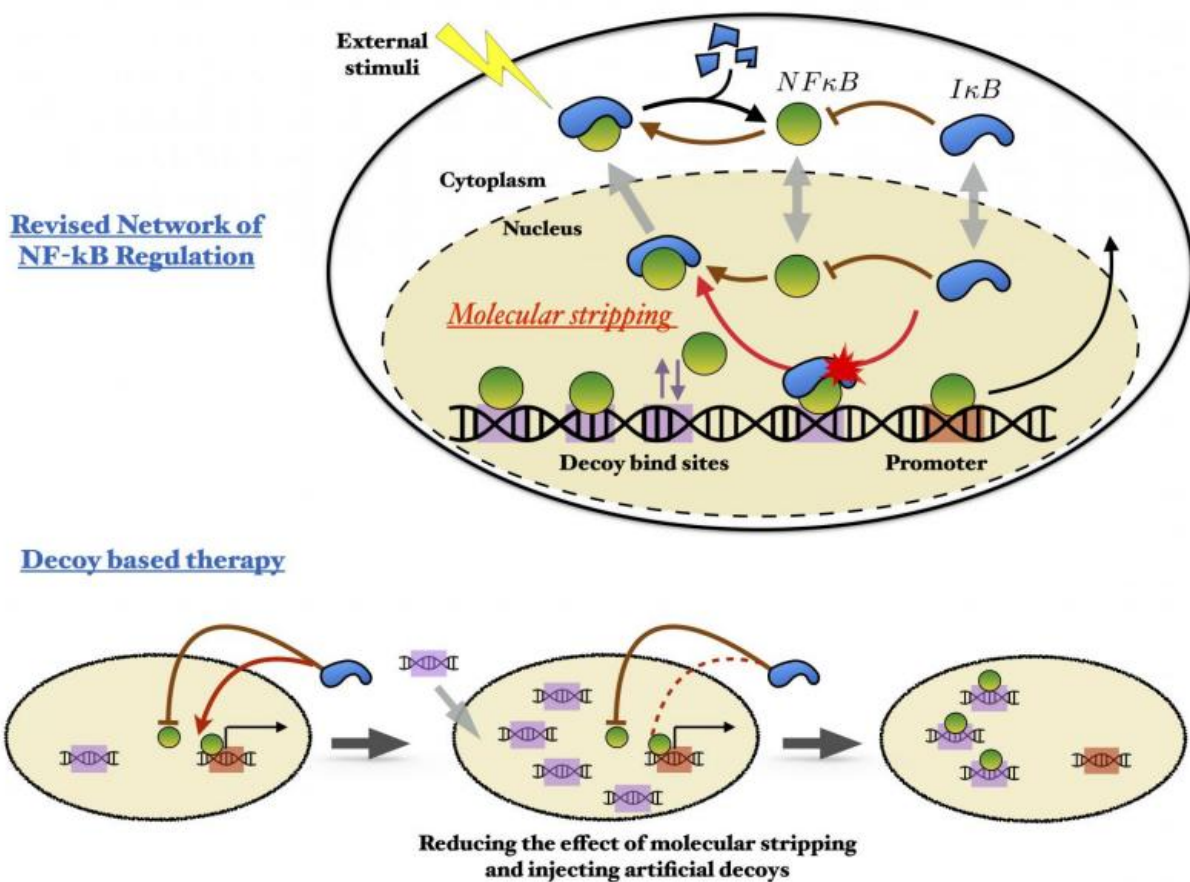 External
stimuli
NFκB
IκB
Cytoplasm
Nucleus
Revised Network of
NF-kB Regulation
Molecular stripping
Decoy bind sites
Promoter
Decoy based therapy
Reducing the effect of molecular stripping
and injecting artificial decoys